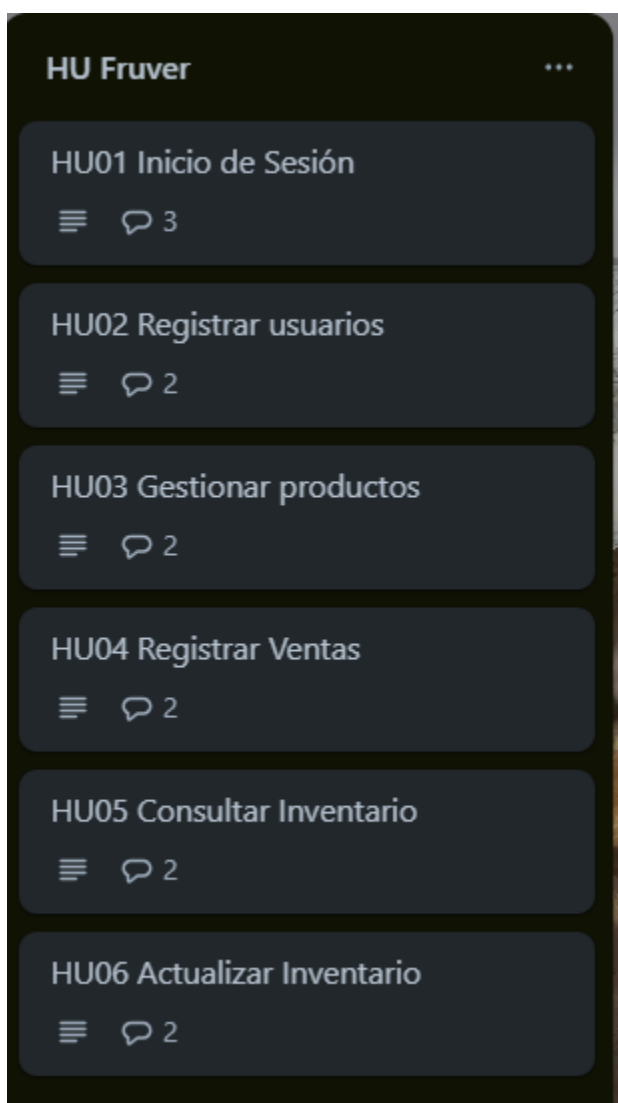 HU Fruver
HU01 Inicio de Sesión
3
HU02 Registrar usuarios
2
HU03 Gestionar productos
2
HU04 Registrar Ventas
2
HU05 Consultar Inventario
2
HU06 Actualizar Inventario
2